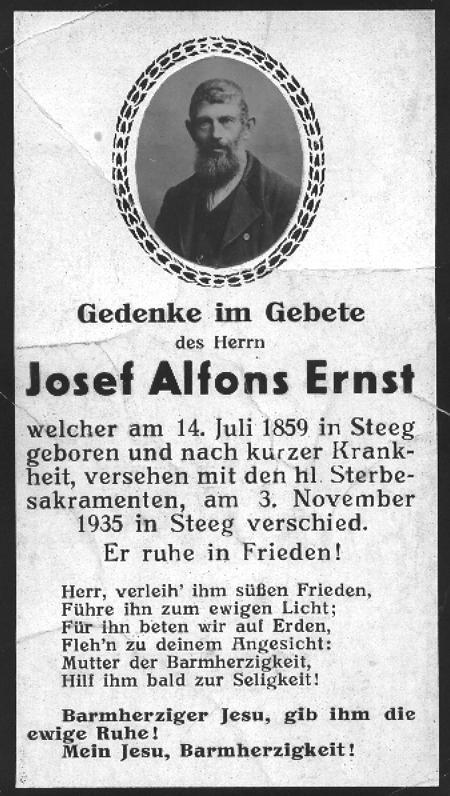 Gedenke im Gebete
des Herrn
Josef Alfons Ernst
welcher am 14. Juli 1859 in Steeg
geboren und nach kurzer Krank-
heit, versehen mit den hl. Sterbe-
sakramenten, am 3. November
1935 in Steeg verschied.
Er ruhe in Frieden!
Herr, verleih' ihm süßen Frieden,
Führe ihn zum ewigen Licht;
Für ihn beten wir auf Erden,
Fleh'n zu deinem Angesicht:
Mutter der Barmherzigkeit,
Hilf ihm bald zur Seligkeit!
Barmherziger Jesu, gib ihm die
ewige Ruhe!
Mein Jesu, Barmherzigkeit!